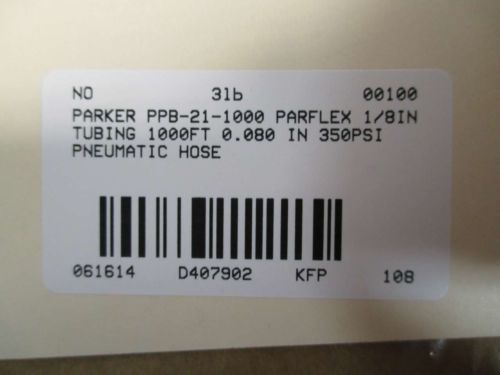 NO 31b 00100
PARKER PPB-21-1000 PARFLEX 1/8IN
TUBING 1000FT 0.080 IN 350PSI
PNEUMATIC HOSE
061614 D407902 KFP 108